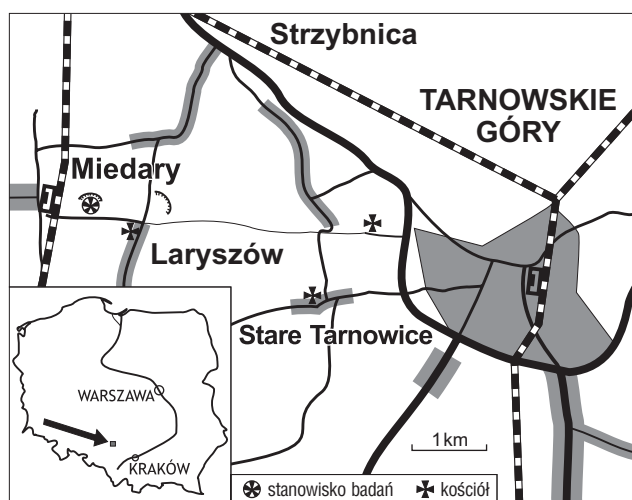 Strzybnica
TARNOWSKIE
GÓRY
Miedary
Laryszów
Stare Tarnowice
WARSZAWA
KRAKÓW
1 km
stanowisko badań
kościół